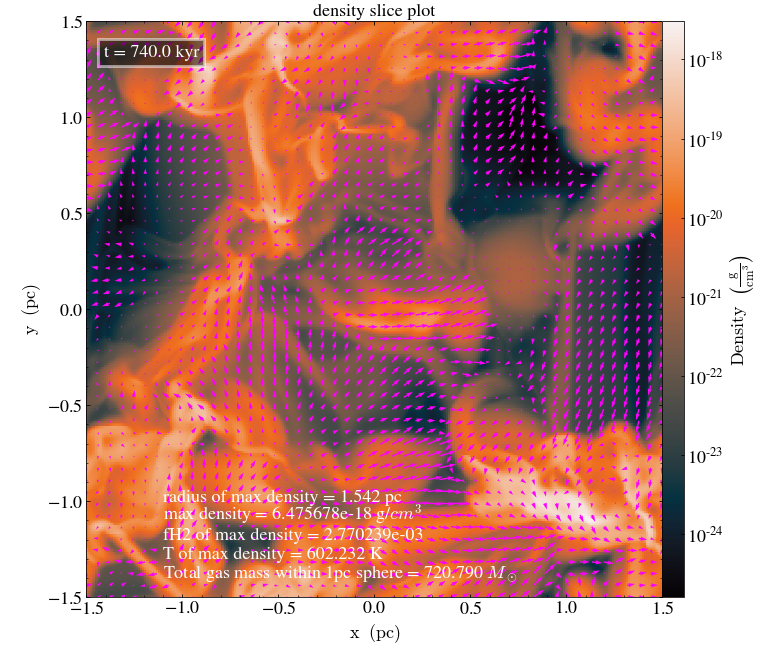 density slice plot
t = 740.0 kyr
1.5
1.0
0.5
0.0
−0.5
−1.0
−1.5
y (pc)
radius of max density = 1.542 pc
max density = 6.475678e-18 g/cm³
fH2 of max density = 2.770239e-03
T of max density = 602.232 K
Total gas mass within 1pc sphere = 720.790 M⊙
−1.5 −1.0 −0.5 0.0 0.5 1.0 1.5
x (pc)
10⁻¹⁸
10⁻¹⁹
10⁻²⁰
10⁻²¹
10⁻²²
10⁻²³
10⁻²⁴
Density (g/cm³)